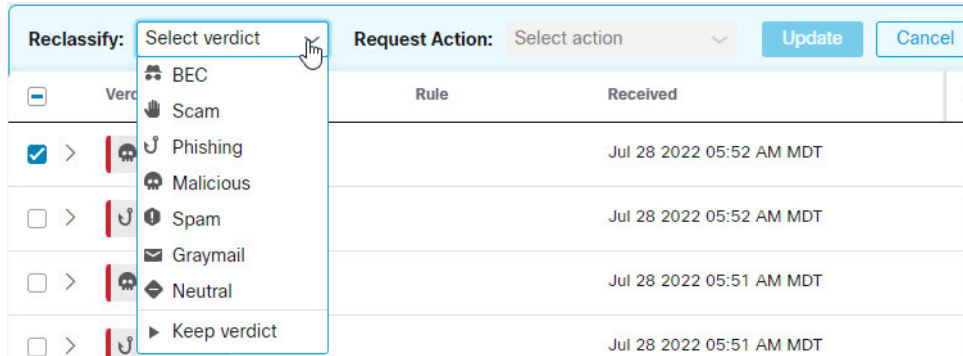 Reclassify: Select verdict Request Action: Select action Update Cancel
BEC
Verd Rule Received
Scam
Phishing
Jul 28 2022 05:52 AM MDT
Malicious
Spam
Jul 28 2022 05:52 AM MDT
Graymail
Neutral
Jul 28 2022 05:51 AM MDT
Keep verdict
Jul 28 2022 05:51 AM MDT